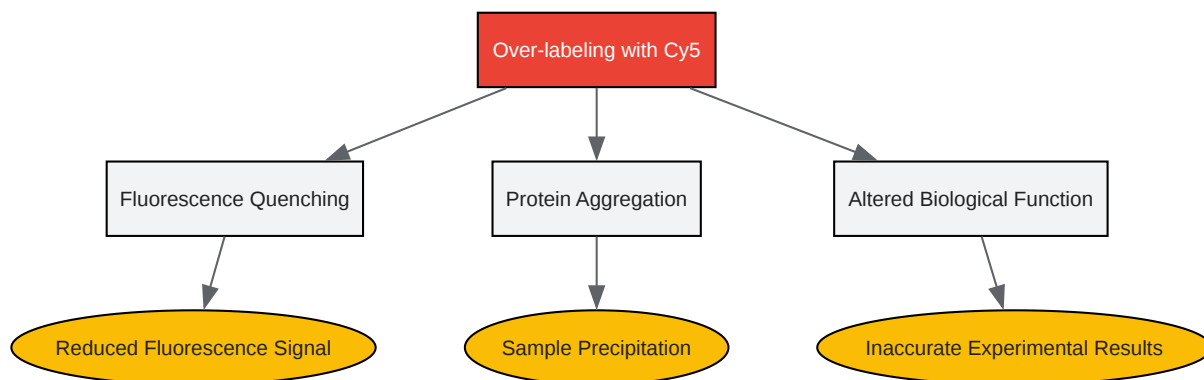 Over-labeling with Cy5
Fluorescence Quenching
Protein Aggregation
Altered Biological Function
Reduced Fluorescence Signal
Sample Precipitation
Inaccurate Experimental Results